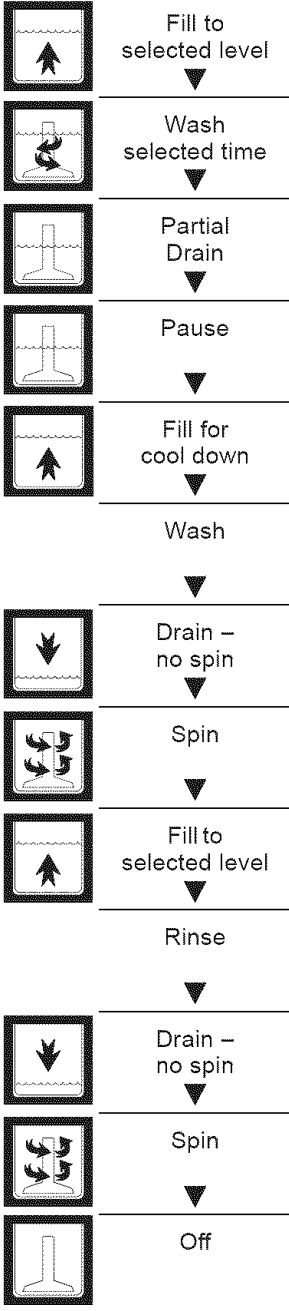 Fill to
selected level
Wash
selected time
Partial
Drain
Pause
Fill for
cool down
Wash
Drain –
no spin
Spin
Fill to
selected level
Rinse
Drain –
no spin
Spin
Off